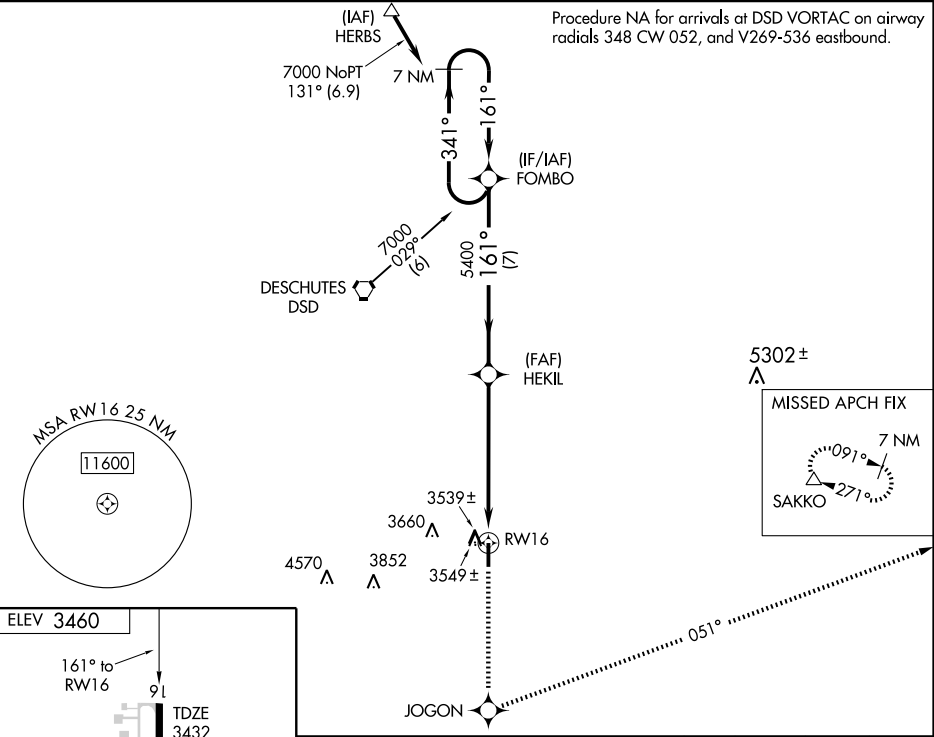 Procedure NA for arrivals at DSD VORTAC on airway
radials 348 CW 052, and V269-536 eastbound.
(IAF)
HERBS
7000 NoPT
131° (6.9)
7 NM
341°
161°
(IF/IAF)
FOMBO
7000
029°
(6)
5400
161°
(7)
DESCHUTES
DSD
(FAF)
HEKIL
5302 ±
MISSED APCH FIX
7 NM
091°
271°
SAKKO
MSA RW16 25 NM
11600
3539 ±
3660
RW16
4570
3852
3549 ±
051°
JOGON
ELEV 3460
161° to
RW16
16
TDZE
3432